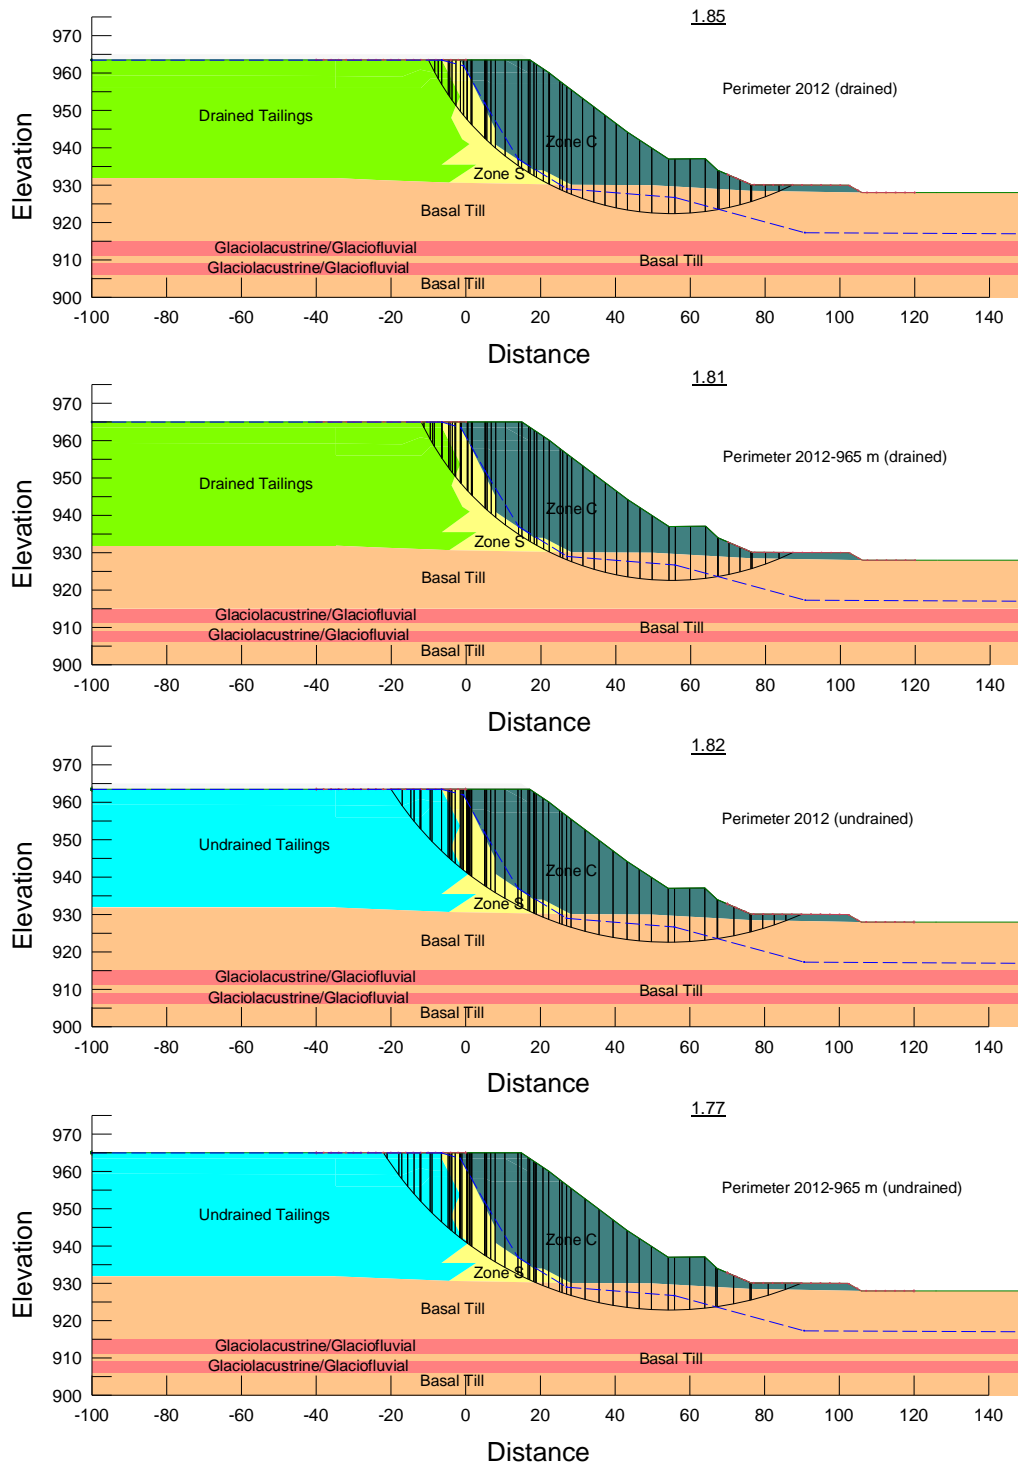 1.85
970
960
950
940
930
920
910
900
Elevation
Perimeter 2012 (drained)
Drained Tailings
Zone C
Zone S
Basal Till
Glaciolacustrine/Glaciofluvial
Basal Till
Glaciolacustrine/Glaciofluvial
Basal Till
-100 -80 -60 -40 -20 0 20 40 60 80 100 120 140
Distance
1.81
970
960
950
940
930
920
910
900
Elevation
Perimeter 2012-965 m (drained)
Drained Tailings
Zone C
Zone S
Basal Till
Glaciolacustrine/Glaciofluvial
Basal Till
Glaciolacustrine/Glaciofluvial
Basal Till
-100 -80 -60 -40 -20 0 20 40 60 80 100 120 140
Distance
1.82
970
960
950
940
930
920
910
900
Elevation
Perimeter 2012 (undrained)
Undrained Tailings
Zone C
Zone S
Basal Till
Glaciolacustrine/Glaciofluvial
Basal Till
Glaciolacustrine/Glaciofluvial
Basal Till
-100 -80 -60 -40 -20 0 20 40 60 80 100 120 140
Distance
1.77
970
960
950
940
930
920
910
900
Elevation
Perimeter 2012-965 m (undrained)
Undrained Tailings
Zone C
Zone S
Basal Till
Glaciolacustrine/Glaciofluvial
Basal Till
Glaciolacustrine/Glaciofluvial
Basal Till
-100 -80 -60 -40 -20 0 20 40 60 80 100 120 140
Distance